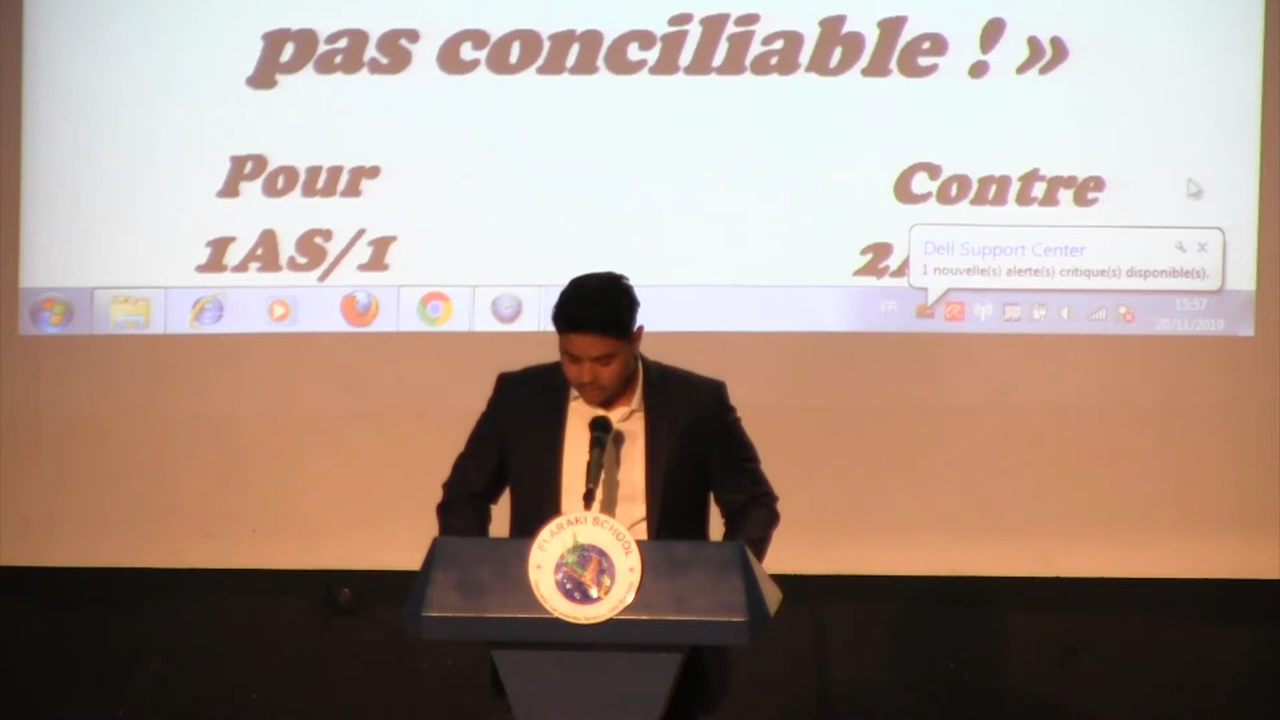 pas conciliable ! »
Pour
Contre
1AS/1
2A
Dell Support Center
1 nouvelle(s) alerte(s) critique(s) disponible(s).
FR
15:57
20/11/2019
ELARAKI SCHOOL